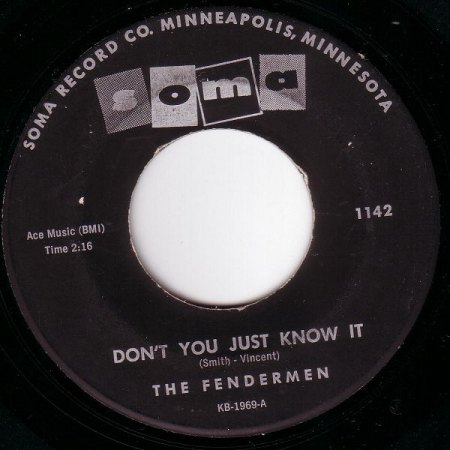 SOMA RECORD CO. MINNEAPOLIS, MINNESOTA
soma
Ace Music (BMI)
Time 2:16
1142
DON'T YOU JUST KNOW IT
(Smith - Vincent)
THE FENDERMEN
KB-1969-A